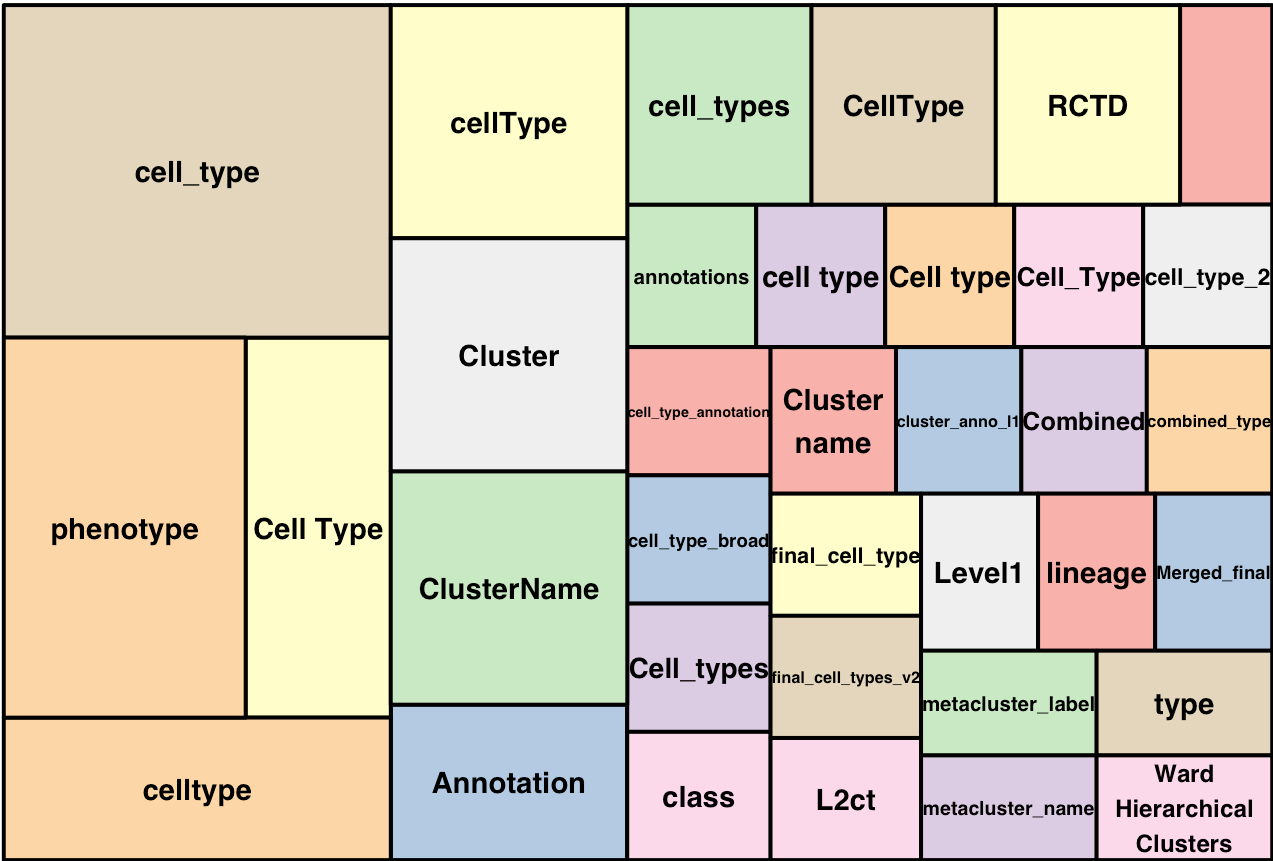 cell_type
phenotype
Cell Type
celltype
cellType
Cluster
ClusterName
Annotation
cell_types
CellType
RCTD
annotations
cell type
Cell type
Cell_Type
cell_type_2
cell_type_annotation
Cluster
name
cluster_anno_l1
Combined
combined_type
cell_type_broad
final_cell_type
Level1
lineage
Merged_final
Cell_types
final_cell_types_v2
metacluster_label
type
class
L2ct
metacluster_name
Ward
Hierarchical
Clusters